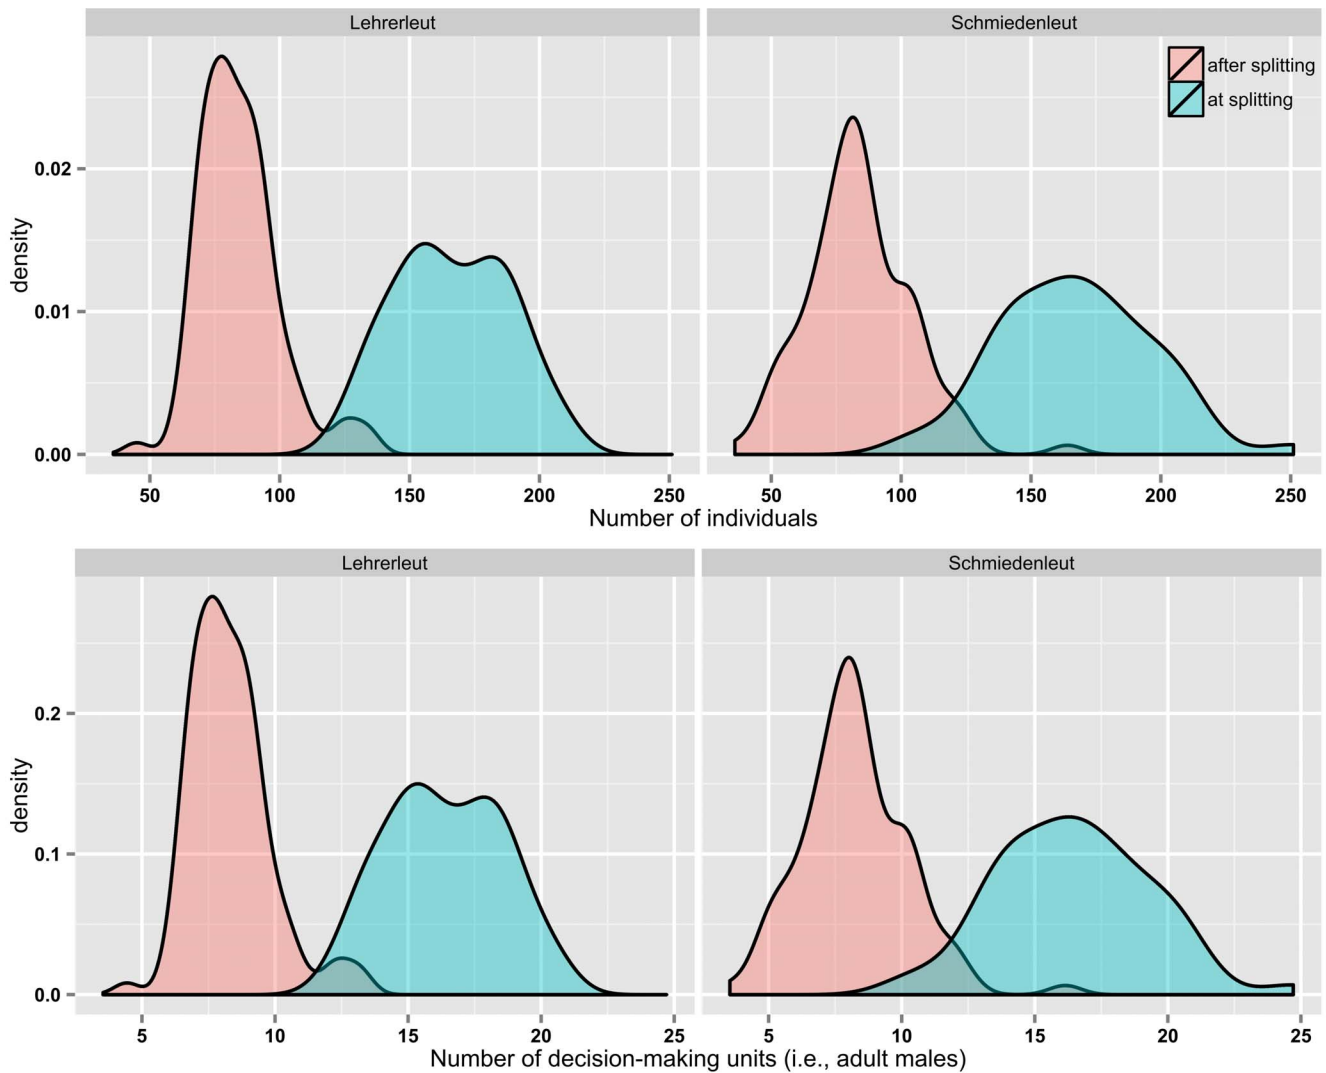 Lehrerleut
Schmiedenleut
after splitting
at splitting
density
0.02
0.01
0.00
50 100 150 200 250
50 100 150 200 250
Number of individuals
Lehrerleut
Schmiedenleut
density
0.2
0.1
0.0
5 10 15 20 25
5 10 15 20 25
Number of decision-making units (i.e., adult males)